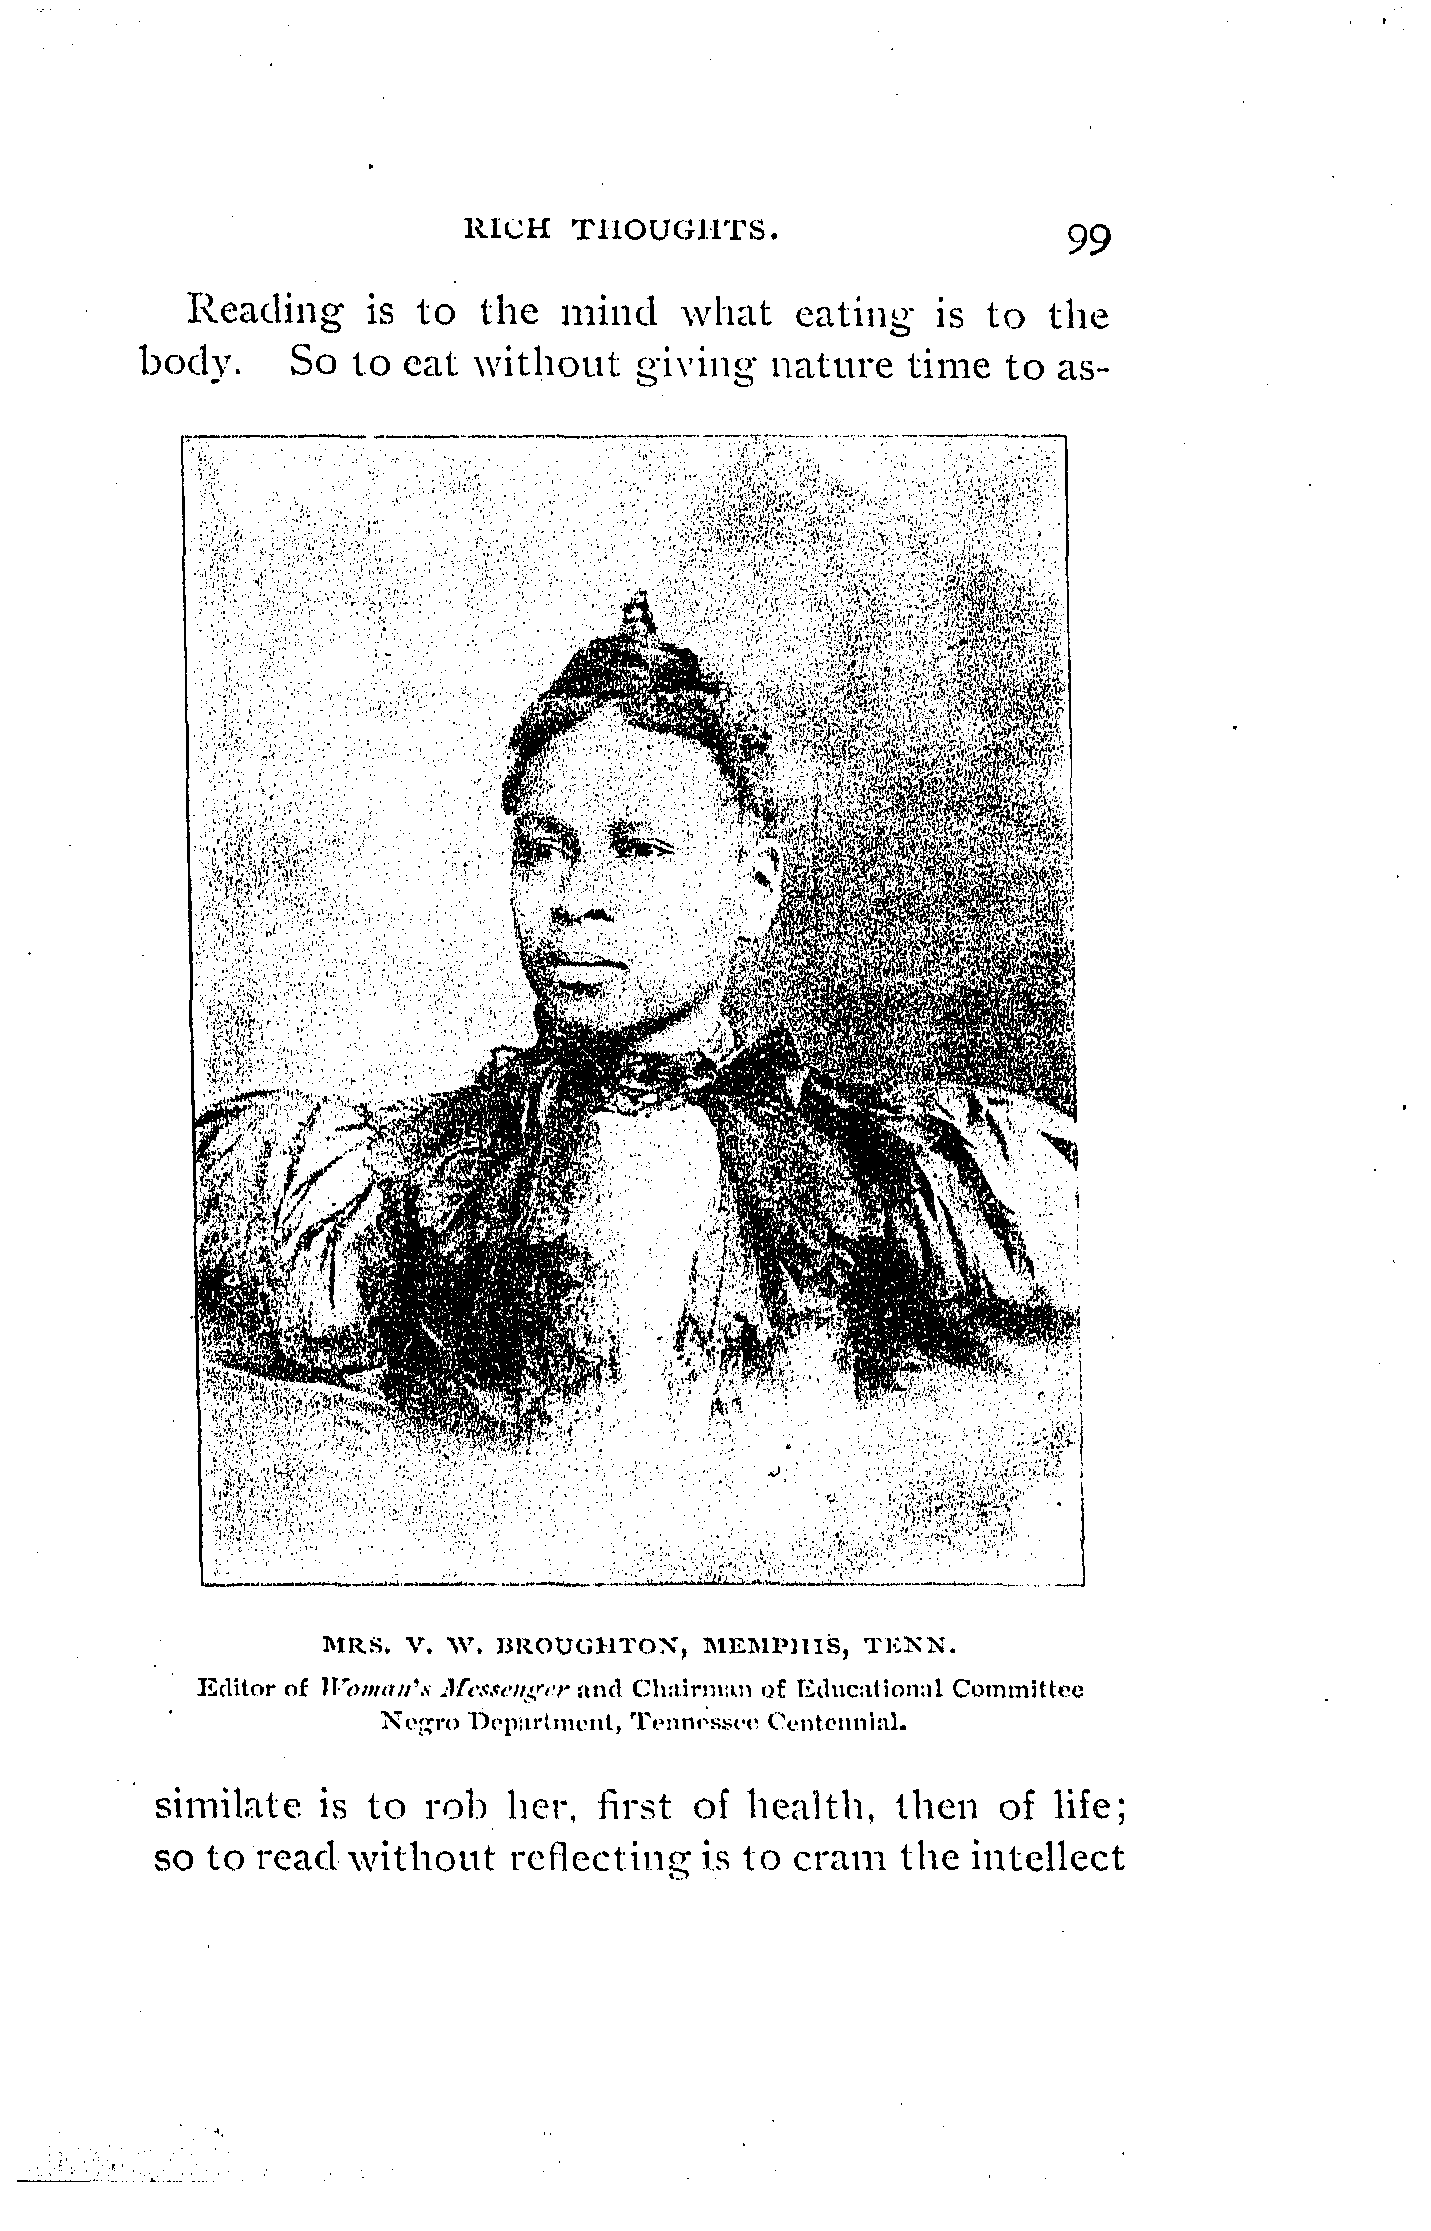 RICH THOUGHTS.
99
Reading is to the mind what eating is to the
body. So to eat without giving nature time to as-
MRS. V. W. BROUGHTON, MEMPHIS, TENN.
Editor of Woman's Messenger and Chairman of Educational Committee
Negro Department, Tennessee Centennial.
similate is to rob her, first of health, then of life;
so to read without reflecting is to cram the intellect